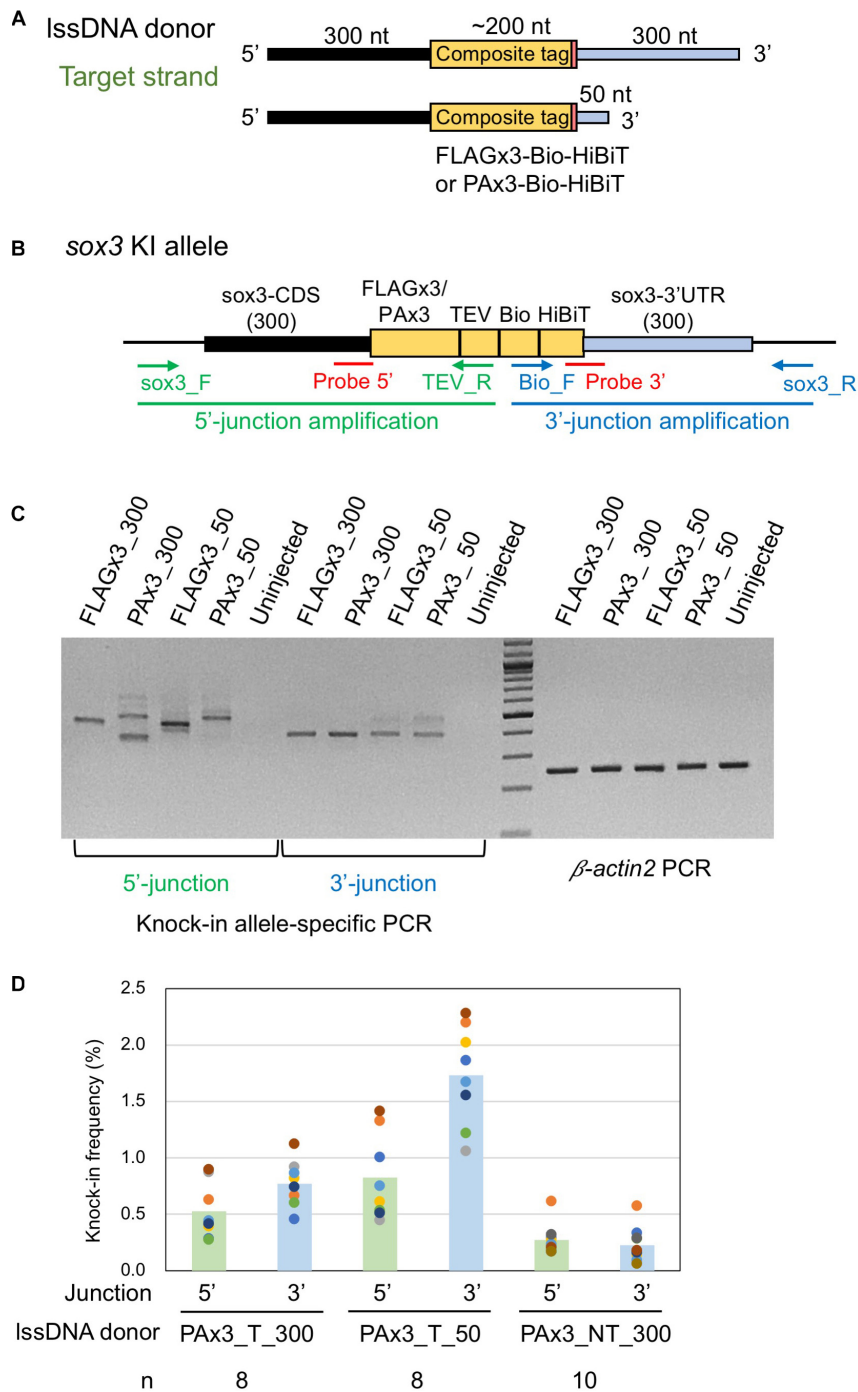 A
lssDNA donor
Target strand
5’ 300 nt ~200 nt 300 nt 3’
Composite tag
50 nt
5’ Composite tag 3’
FLAGx3-Bio-HiBiT
or PAx3-Bio-HiBiT
B
sox3 KI allele
sox3-CDS
(300)
FLAGx3/
PAx3 TEV Bio HiBiT
sox3-3’UTR
(300)
sox3_F Probe 5’ TEV_R Bio_F Probe 3’ sox3_R
5’-junction amplification 3’-junction amplification
C
FLAGx3_300 PAx3_300 FLAGx3_50 PAx3_50 Uninjected FLAGx3_300 PAx3_300 FLAGx3_50 PAx3_50 Uninjected FLAGx3_300 PAx3_300 FLAGx3_50 PAx3_50 Uninjected
5’-junction 3’-junction β-actin2 PCR
Knock-in allele-specific PCR
D
Knock-in frequency (%)
2.5
2.0
1.5
1.0
0.5
0.0
Junction 5’ 3’ 5’ 3’ 5’ 3’
lssDNA donor PAx3_T_300 PAx3_T_50 PAx3_NT_300
n 8 8 10